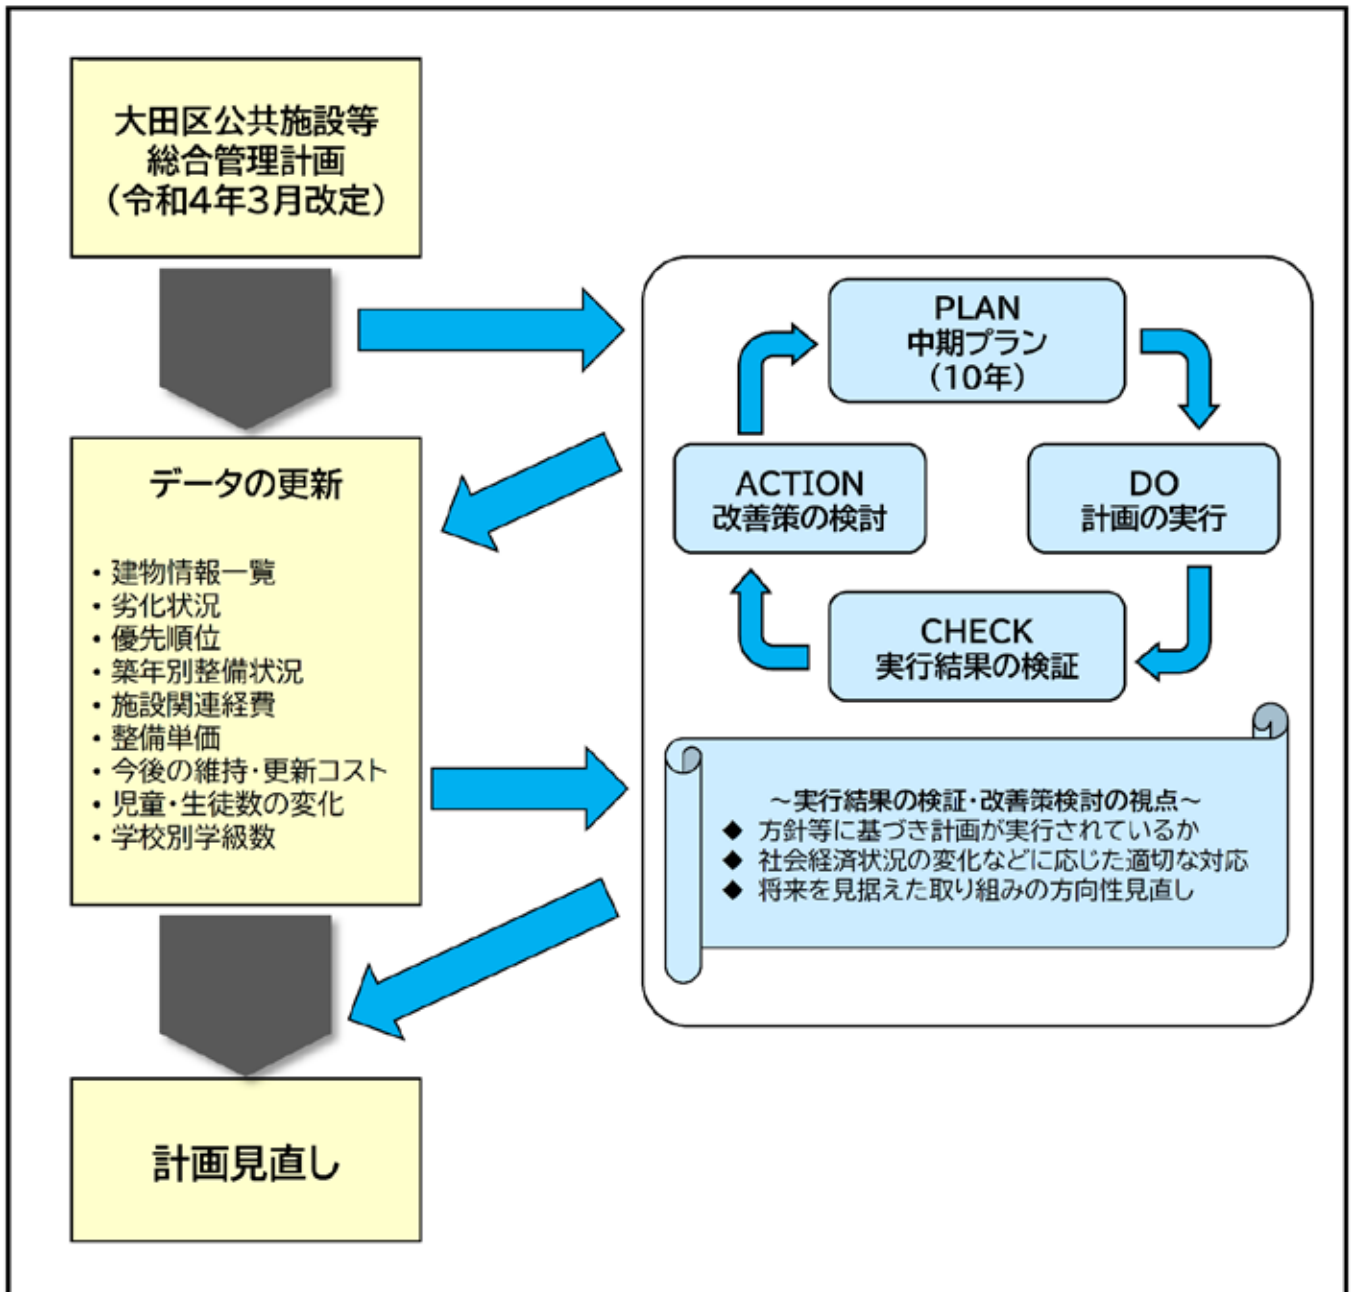 大田区公共施設等
総合管理計画
（令和4年3月改定）
データの更新
・建物情報一覧
・劣化状況
・優先順位
・築年別整備状況
・施設関連経費
・整備単価
・今後の維持・更新コスト
・児童・生徒数の変化
・学校別学級数
計画見直し
PLAN
中期プラン
（10年）
DO
計画の実行
CHECK
実行結果の検証
ACTION
改善策の検討
～実行結果の検証・改善策検討の視点～
◆ 方針等に基づき計画が実行されているか
◆ 社会経済状況の変化などに応じた適切な対応
◆ 将来を見据えた取り組みの方向性見直し